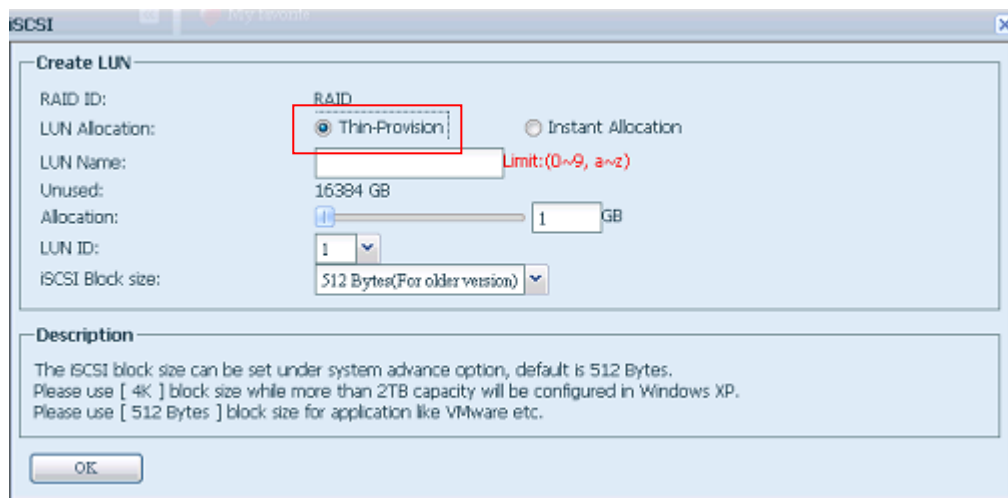 My favorite
iSCSI
Create LUN
RAID ID: RAID
LUN Allocation: Thin-Provision Instant Allocation
LUN Name: Limit:(0~9, a~z)
Unused: 16384 GB
Allocation: 1 GB
LUN ID: 1
iSCSI Block size: 512 Bytes(For older version)
Description
The iSCSI block size can be set under system advance option, default is 512 Bytes.
Please use [ 4K ] block size while more than 2TB capacity will be configured in Windows XP.
Please use [ 512 Bytes ] block size for application like VMware etc.
OK